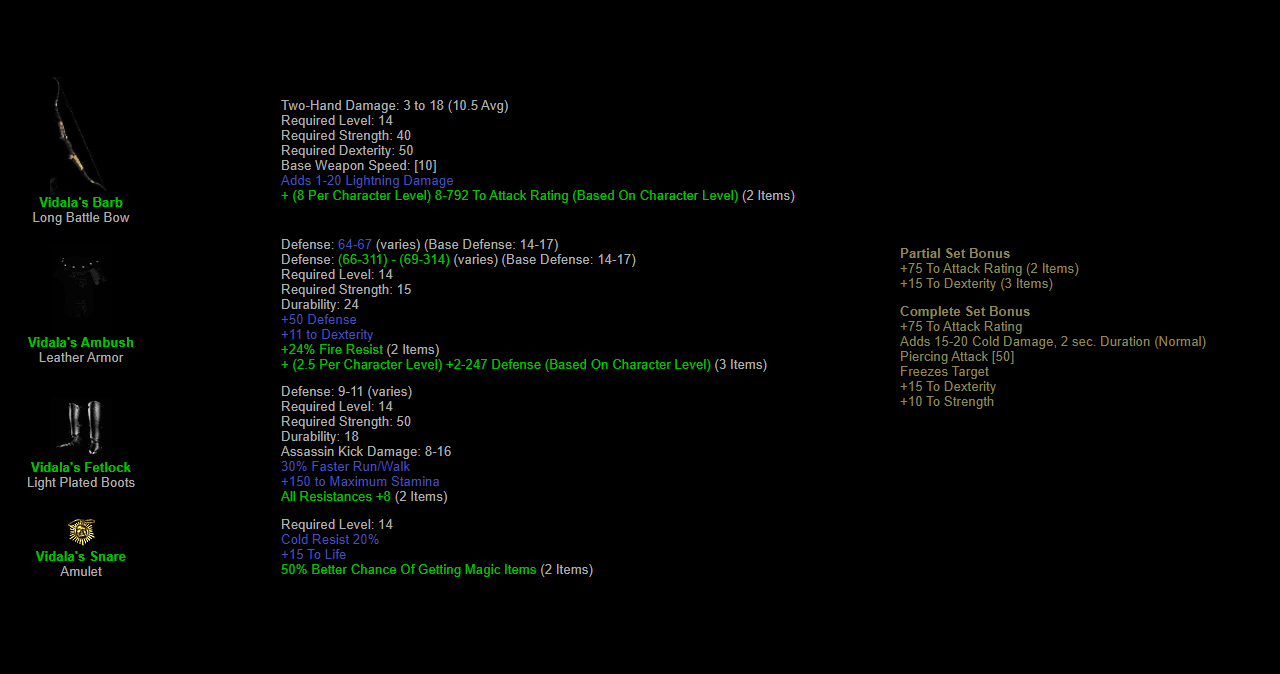 Vidala's Barb
Long Battle Bow
Two-Hand Damage: 3 to 18 (10.5 Avg)
Required Level: 14
Required Strength: 40
Required Dexterity: 50
Base Weapon Speed: [10]
Adds 1-20 Lightning Damage
+ (8 Per Character Level) 8-792 To Attack Rating (Based On Character Level) (2 Items)
Vidala's Ambush
Leather Armor
Defense: 64-67 (varies) (Base Defense: 14-17)
Defense: (66-311) - (69-314) (varies) (Base Defense: 14-17)
Required Level: 14
Required Strength: 15
Durability: 24
+50 Defense
+11 to Dexterity
+24% Fire Resist (2 Items)
+ (2.5 Per Character Level) +2-247 Defense (Based On Character Level) (3 Items)
Vidala's Fetlock
Light Plated Boots
Defense: 9-11 (varies)
Required Level: 14
Required Strength: 50
Durability: 18
Assassin Kick Damage: 8-16
30% Faster Run/Walk
+150 to Maximum Stamina
All Resistances +8 (2 Items)
Vidala's Snare
Amulet
Required Level: 14
Cold Resist 20%
+15 To Life
50% Better Chance Of Getting Magic Items (2 Items)
Partial Set Bonus
+75 To Attack Rating (2 Items)
+15 To Dexterity (3 Items)
Complete Set Bonus
+75 To Attack Rating
Adds 15-20 Cold Damage, 2 sec. Duration (Normal)
Piercing Attack [50]
Freezes Target
+15 To Dexterity
+10 To Strength